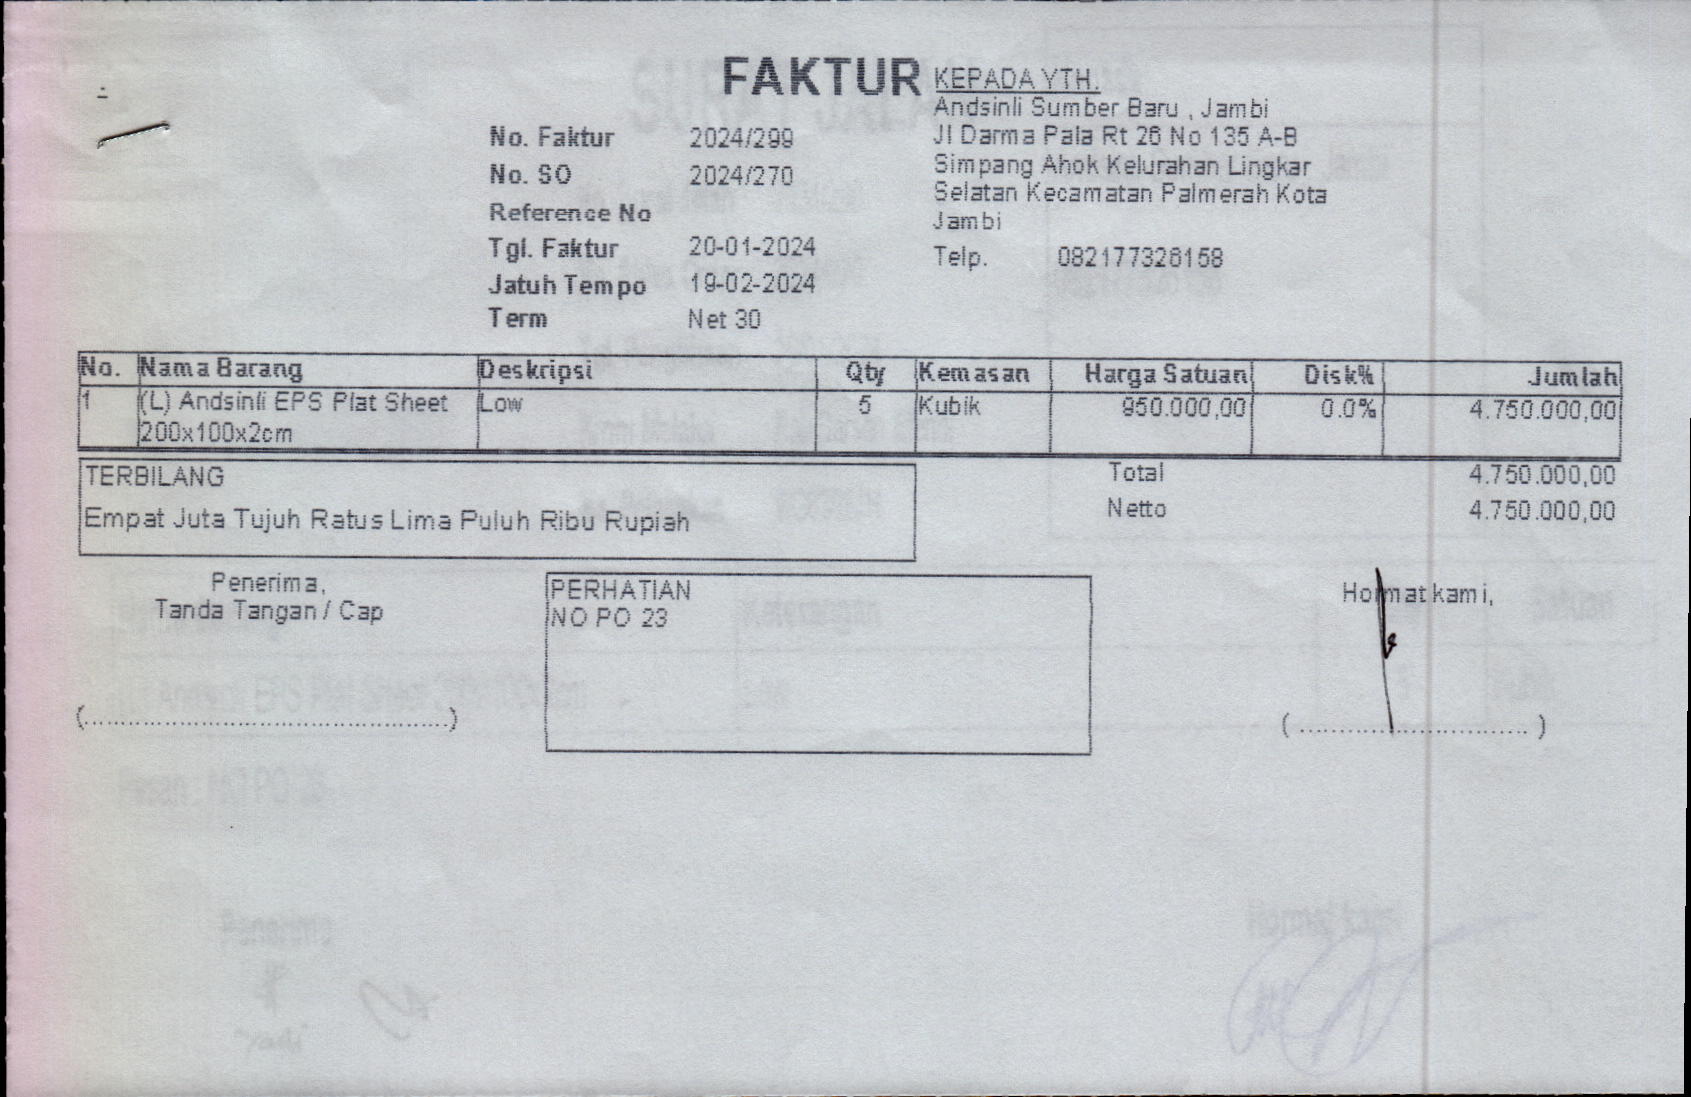 FAKTUR
No. Faktur 2024/299
No. SO 2024/270
Reference No
Tgl. Faktur 20-01-2024
Jatuh Tempo 19-02-2024
Term Net 30
KEPADA YTH.
Andsinli Sumber Baru , Jambi
Jl Darma Pala Rt 26 No 135 A-B
Simpang Ahok Kelurahan Lingkar
Selatan Kecamatan Palmerah Kota
Jambi
Telp. 082177326158
No. Nama Barang Deskripsi Qty Kemasan Harga Satuan Disk% Jumlah
1 (L) Andsinli EPS Plat Sheet Low 5 Kubik 950.000,00 0.0% 4.750.000,00
200x100x2cm
TERBILANG
Empat Juta Tujuh Ratus Lima Puluh Ribu Rupiah
Total 4.750.000,00
Netto 4.750.000,00
Penerima,
Tanda Tangan / Cap
(................................................)
PERHATIAN
NO PO 23
Hormat kami,
( ............................... )